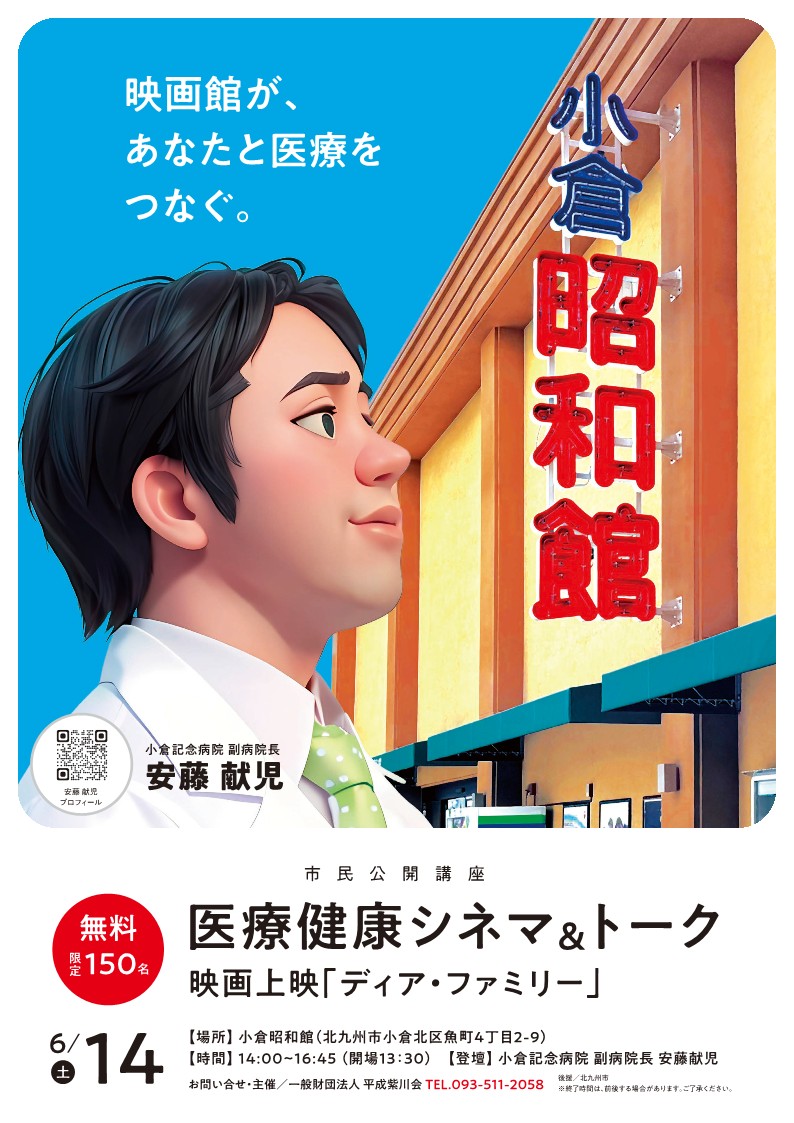 映画館が、
あなたと医療を
つなぐ。
小倉昭和館
安藤 献児
プロフィール
小倉記念病院 副病院長
安藤 献児
市民公開講座
無料
限定150名
医療健康シネマ&トーク
映画上映「ディア・ファミリー」
6/14
土
【場所】小倉昭和館(北九州市小倉北区魚町4丁目2-9)
【時間】14:00~16:45(開場13:30) 【登壇】小倉記念病院 副病院長 安藤献児
お問い合せ・主催/一般財団法人 平成紫川会 TEL.093-511-2058
後援/北九州市
※終了時間は、前後する場合があります。ご了承ください。